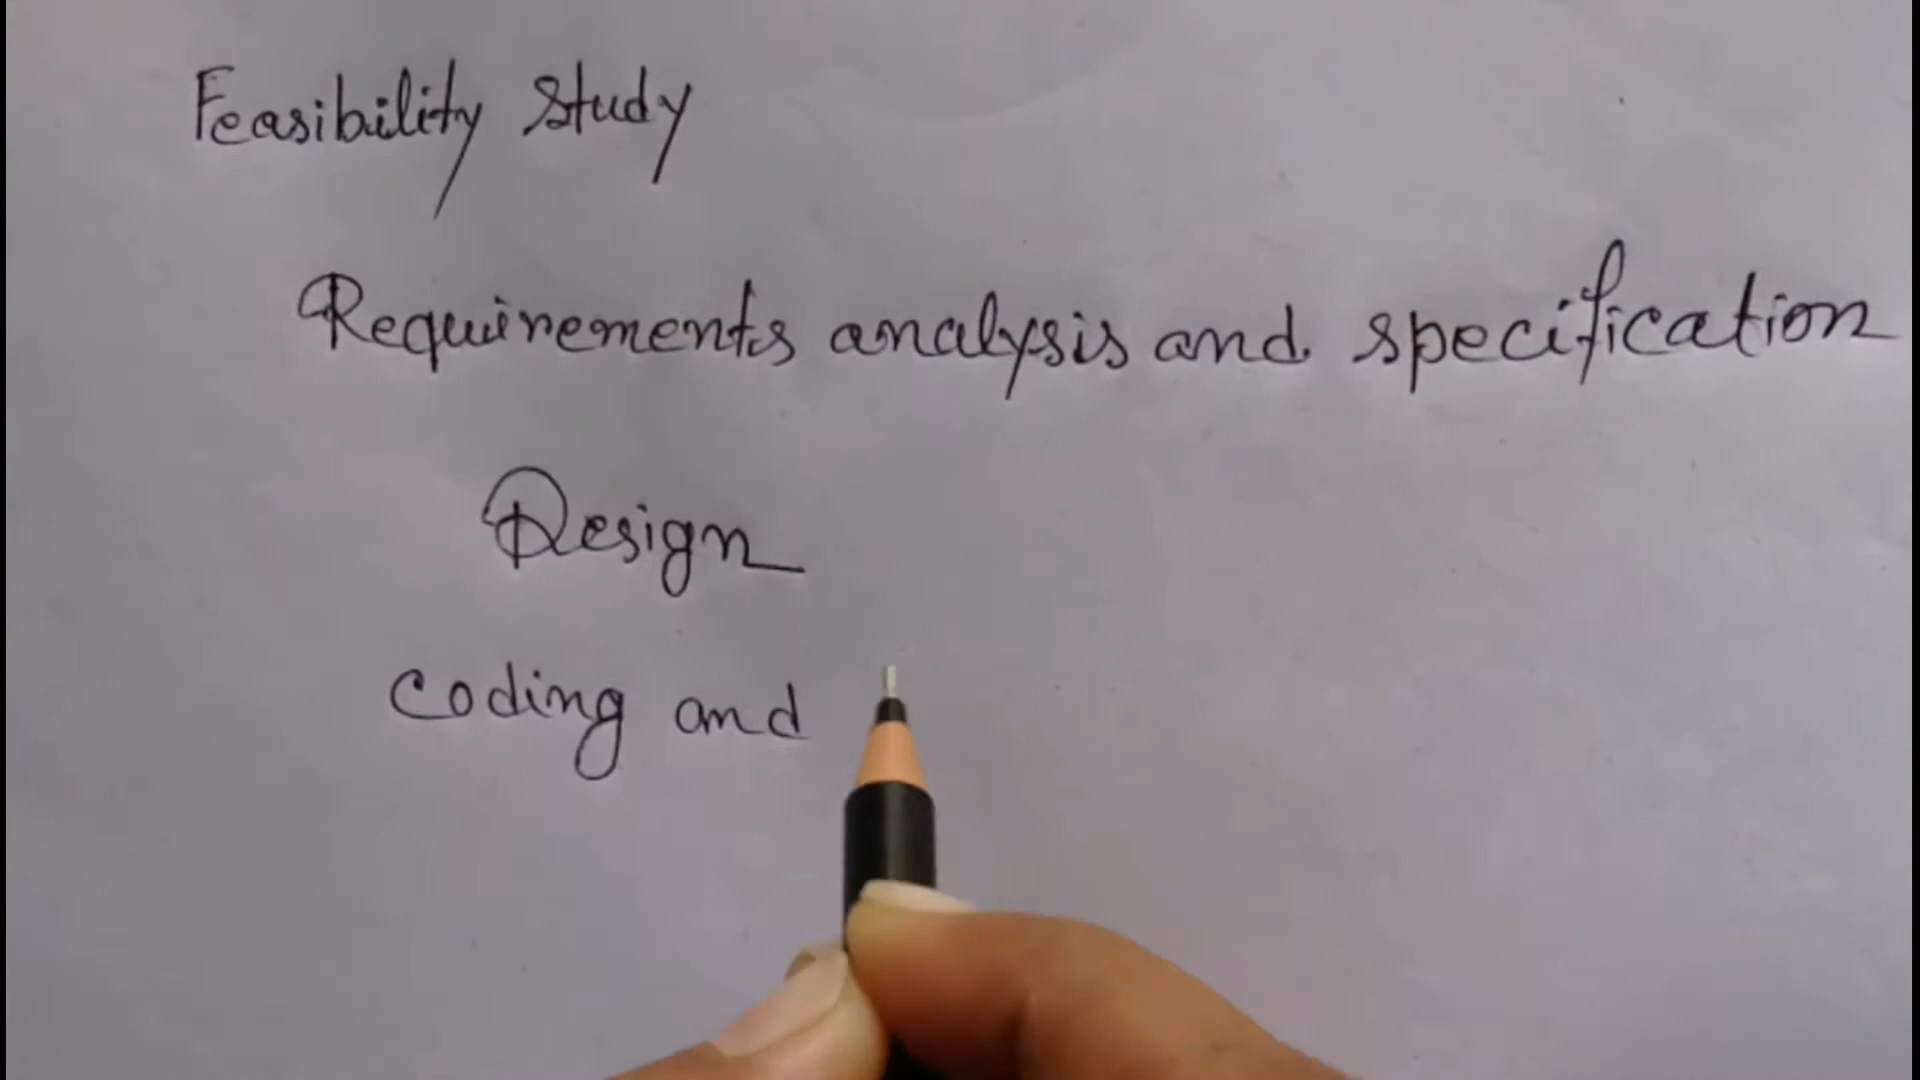 Feasibility study
Requirements analysis and specification
Design
Coding and